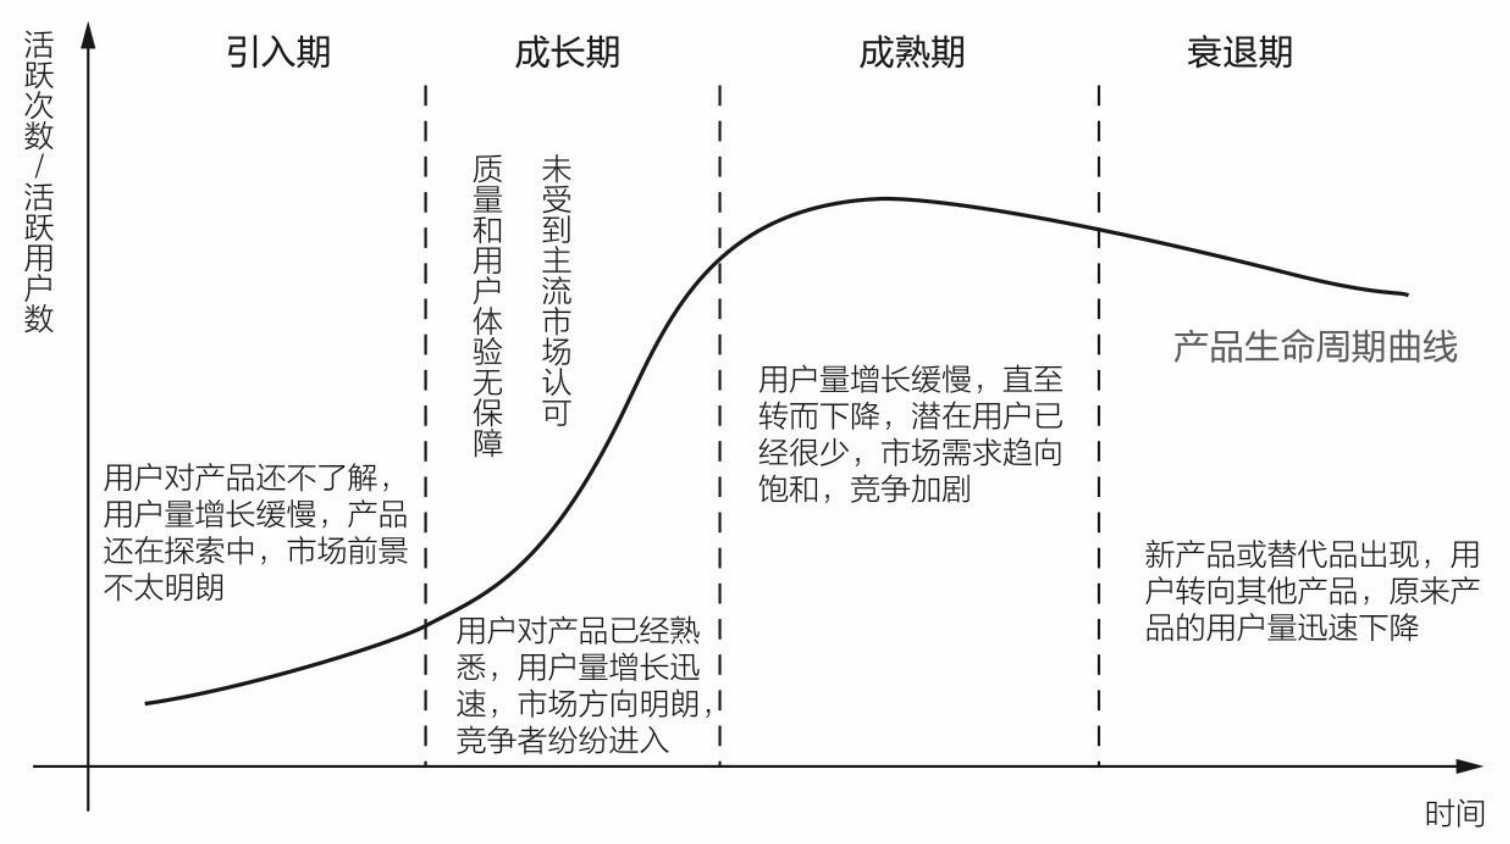 活跃次数/活跃用户数
引入期
成长期
成熟期
衰退期
质量和用户体验无保障
未受到主流市场认可
产品生命周期曲线
用户对产品还不了解，
用户量增长缓慢，产品
还在探索中，市场前景
不太明朗
用户对产品已经熟
悉，用户量增长迅
速，市场方向明朗，
竞争者纷纷进入
用户量增长缓慢，直至
转而下降，潜在用户已
经很少，市场需求趋向
饱和，竞争加剧
新产品或替代品出现，用
户转向其他产品，原来产
品的用户量迅速下降
时间